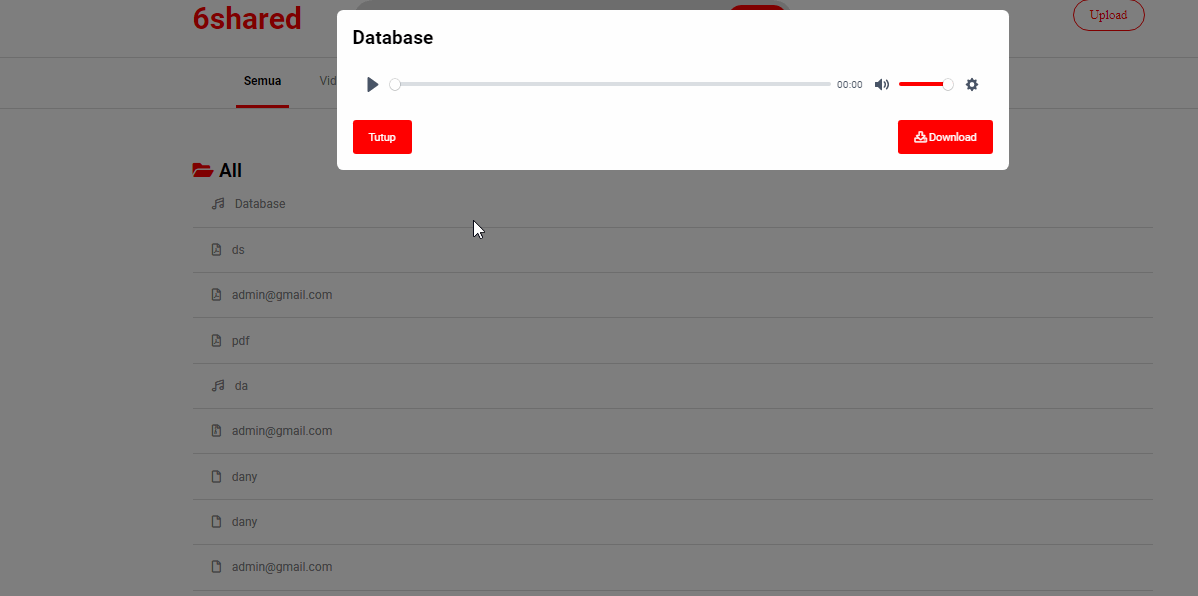 6shared
Upload
Database
00:00
Tutup
Download
Semua
Vid
All
Database
ds
admin@gmail.com
pdf
da
admin@gmail.com
dany
dany
admin@gmail.com